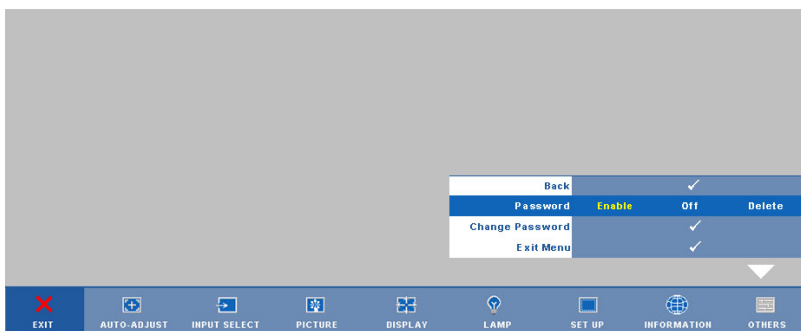 Back
Password Enable Off Delete
Change Password
Exit Menu
EXIT AUTO-ADJUST INPUT SELECT PICTURE DISPLAY LAMP SET UP INFORMATION OTHERS